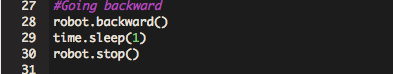 27 #Going backward
28 robot.backward()
29 time.sleep(1)
30 robot.stop()
31